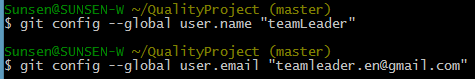 Sunsen@SUNSEN-W ~/QualityProject (master)
$ git config --global user.name "teamLeader"
Sunsen@SUNSEN-W ~/QualityProject (master)
$ git config --global user.email "teamleader.en@gmail.com"